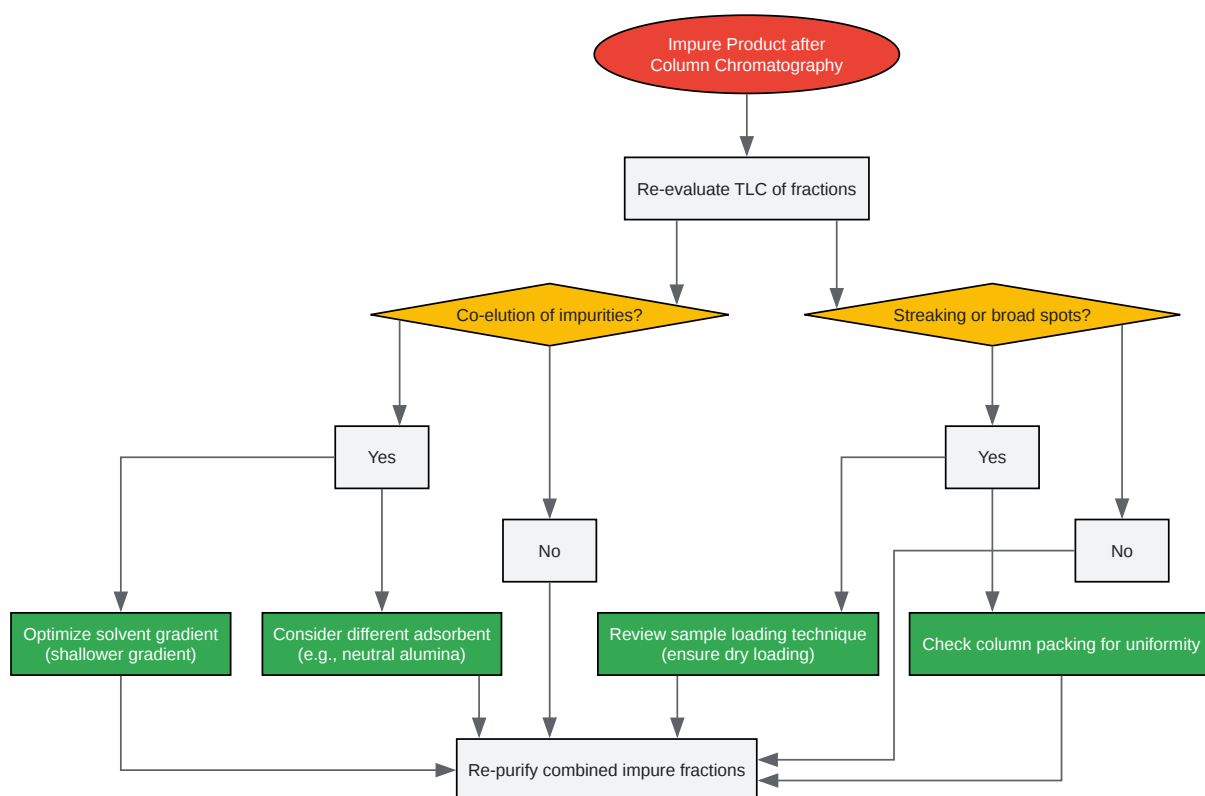 Impure Product after
Column Chromatography
Re-evaluate TLC of fractions
Co-elution of impurities?
Streaking or broad spots?
Yes
Yes
No
No
Optimize solvent gradient
(shallower gradient)
Consider different adsorbent
(e.g., neutral alumina)
Review sample loading technique
(ensure dry loading)
Check column packing for uniformity
Re-purify combined impure fractions